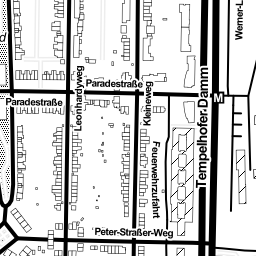 Werner-
Paradestraße
Paradestraße
M
Leonhardyweg
Kleineweg
Tempelhofer Damm
Feuerwehrzufahrt
Peter-Straßer-Weg